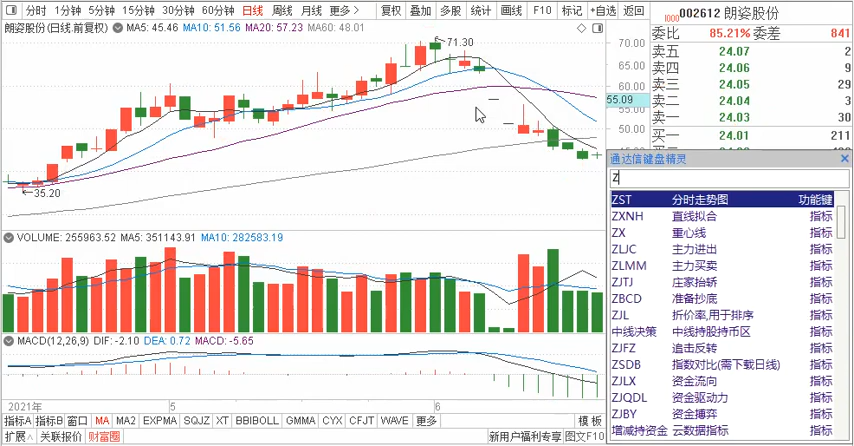 分时 1分钟 5分钟 15分钟 30分钟 60分钟 日线 周线 月线 更多 > 复权 叠加 多股 统计 画线 F10 标记 +自选 返回
1000 002612 朗姿股份
朗姿股份(日线.前复权) MA5: 45.46 MA10: 51.56 MA20: 57.23 MA60: 48.01
委比 85.21% 委差 841
卖五 24.07 2
卖四 24.06 9
卖三 24.05 29
卖二 24.04 3
卖一 24.03 30
买一 24.01 211
71.30
35.20
70.00
65.00
60.00
55.09
50.00
通达信键盘精灵
Z
ZST 分时走势图 功能键
ZXNH 直线拟合 指标
ZX 重心线 指标
ZLJC 主力进出 指标
ZLMM 主力买卖 指标
ZJTJ 庄家抬轿 指标
ZBCD 准备抄底 指标
ZJL 折价率,用于排序 指标
中线决策 中线持股持币区 指标
ZJFZ 追击反转 指标
ZSDB 指数对比(需下载日线) 指标
ZJLX 资金流向 指标
ZJQDL 资金驱动力 指标
ZJBY 资金搏弈 指标
增减持资金 云数据指标 指标
VOLUME: 255963.52 MA5: 351143.91 MA10: 282583.19
MACD(12,26,9) DIF: -2.10 DEA: 0.72 MACD: -5.65
2021年 5 6
指标A 指标B 窗口 MA MA2 EXPMA SQJZ XT BBIBOLL GMMA CYX CFJT WAVE 更多 模 板
扩展∧ 关联报价 财富圈 新用户福利专享 图文F10